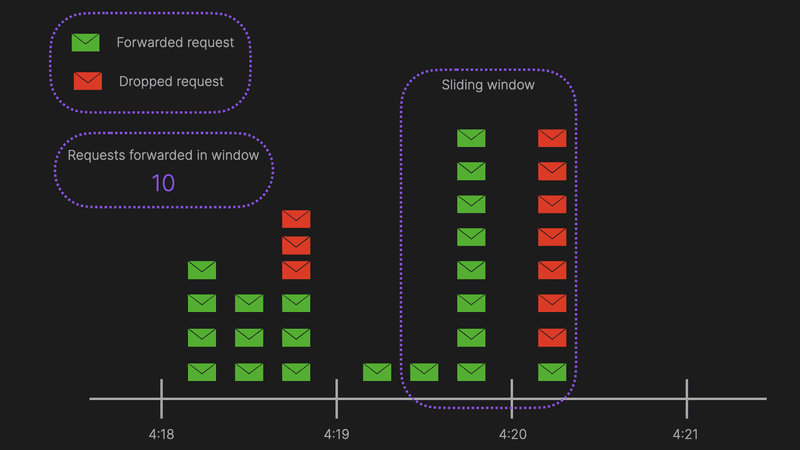 Forwarded request
Dropped request
Sliding window
Requests forwarded in window
10
4:18
4:19
4:20
4:21